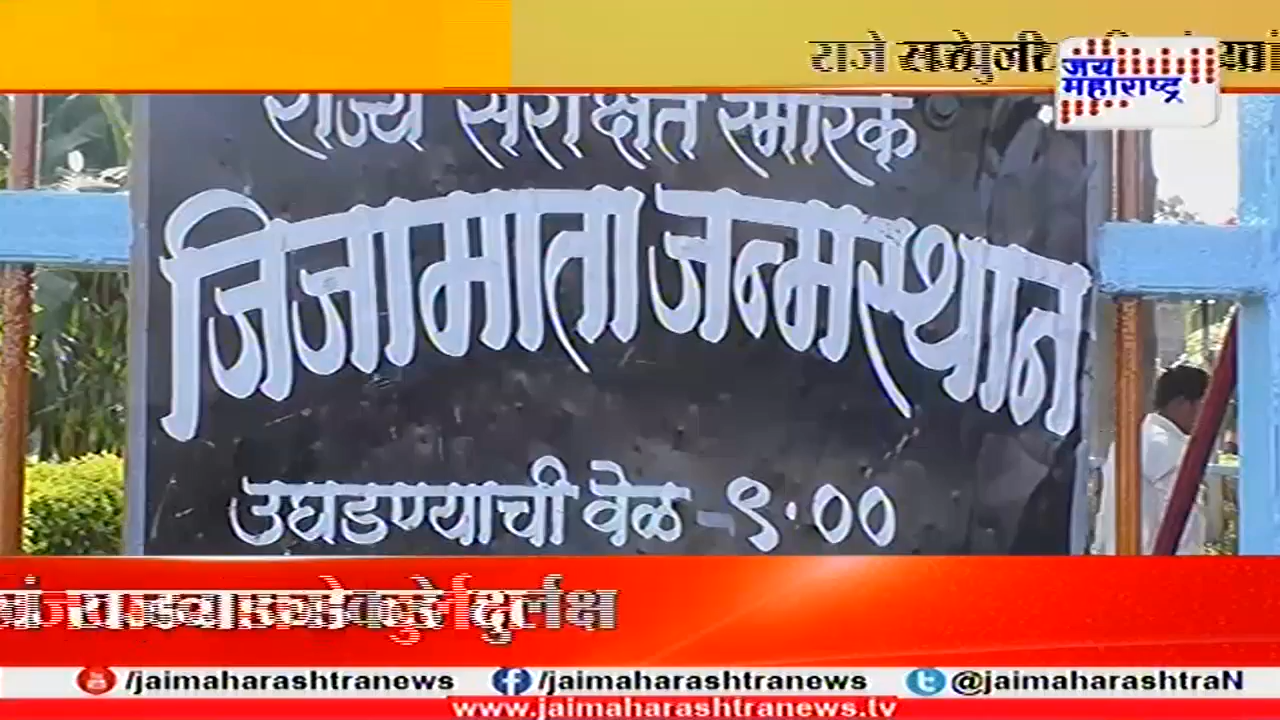 राजे
जय
महाराष्ट्र
राज्य संरक्षित स्मारक
जिजामाता जन्मस्थान
उघडण्याची वेळ - ९.००
दुर्लक्ष
/jaimaharashtranews /jaimaharashtranews @jaimaharashtraN
www.jaimaharashtranews.tv